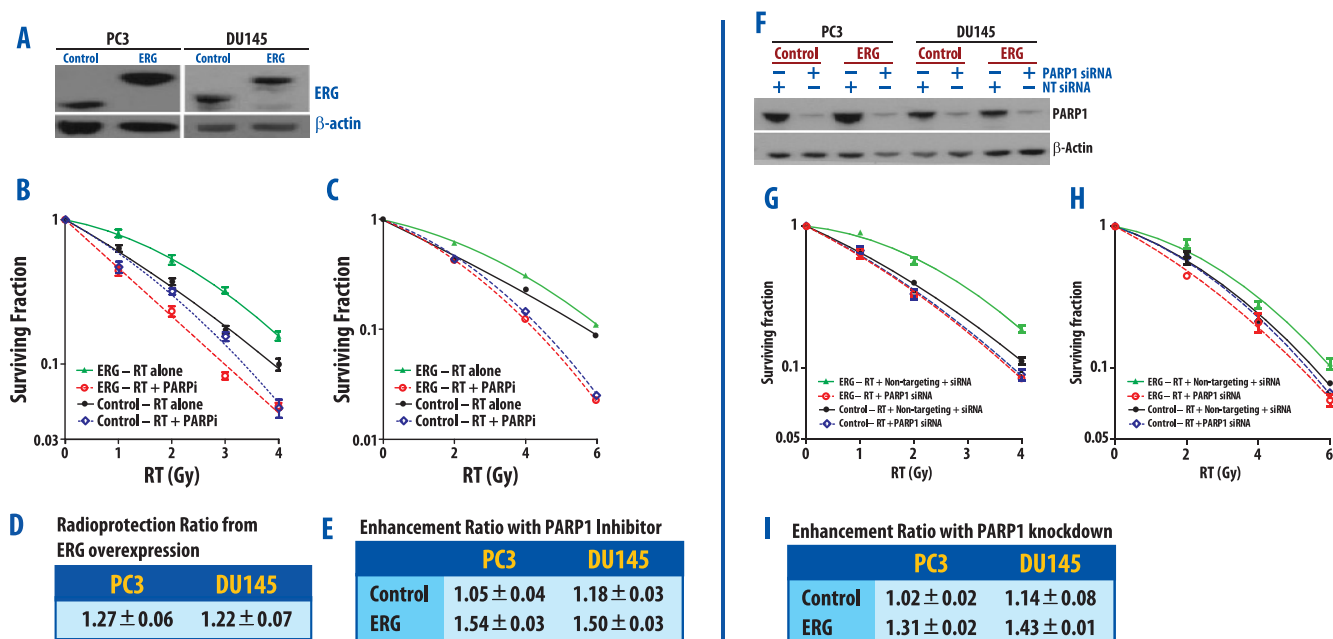 A
PC3 DU145
Control ERG Control ERG
ERG
β-actin
B
1
0.1
0.03
Surviving Fraction
ERG – RT alone
ERG – RT + PARPi
Control – RT alone
Control – RT + PARPi
0 1 2 3 4
RT (Gy)
C
1
0.1
0.01
Surviving Fraction
ERG – RT alone
ERG – RT + PARPi
Control – RT alone
Control – RT + PARPi
0 2 4 6
RT (Gy)
D Radioprotection Ratio from
ERG overexpression
PC3 DU145
1.27 ± 0.06 1.22 ± 0.07
E Enhancement Ratio with PARP1 Inhibitor
PC3 DU145
Control 1.05 ± 0.04 1.18 ± 0.03
ERG 1.54 ± 0.03 1.50 ± 0.03
F
PC3 DU145
Control ERG Control ERG
– + – + – + – + PARP1 siRNA
+ – + – + – + – NT siRNA
PARP1
β-Actin
G
1
0.1
0.05
Surviving fraction
ERG – RT + Non-targeting + siRNA
ERG – RT + PARP1 siRNA
Control – RT + Non-targeting + siRNA
Control – RT + PARP1 siRNA
0 1 2 3 4
RT (Gy)
H
1
0.1
0.05
Surviving fraction
ERG – RT + Non-targeting + siRNA
ERG – RT + PARP1 siRNA
Control – RT + Non-targeting + siRNA
Control – RT + PARP1 siRNA
0 2 4 6
RT (Gy)
I Enhancement Ratio with PARP1 knockdown
PC3 DU145
Control 1.02 ± 0.02 1.14 ± 0.08
ERG 1.31 ± 0.02 1.43 ± 0.01